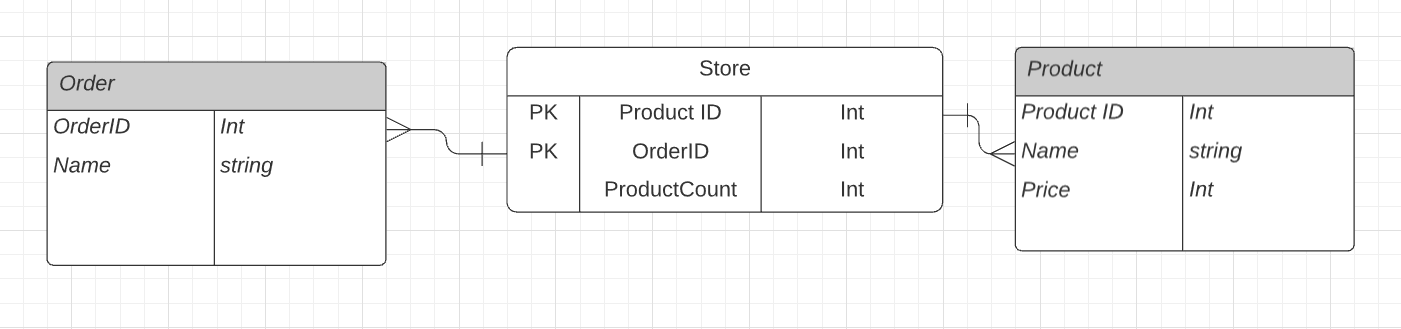 Order
OrderID Int
Name string
Store
PK Product ID Int
PK OrderID Int
ProductCount Int
Product
Product ID Int
Name string
Price Int